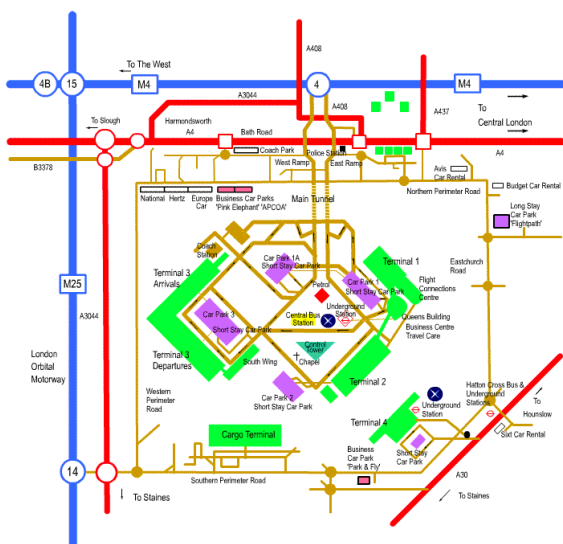 A408
To The West
4B
15
M4
4
M4
A3044
A408
A437
To
Central London
Harmondsworth
To Slough
A4
Bath Road
Coach Park
Police Station
West Ramp
East Ramp
A4
B3378
Avis
Car Rental
Budget Car Rental
Northern Perimeter Road
National
Hertz
Europe
Car
Business Car Parks
'Pink Elephant' 'APCOA'
Main Tunnel
Long Stay
Car Park
'Flightpath'
Coach
Station
Car Park 1A
Short Stay Car Park
Terminal 1
Eastchurch
Road
Terminal 3
Arrivals
Petrol
Car Park 1
Short Stay Car Park
Flight
Connections
Centre
M25
A3044
Car Park 3
Short Stay Car Park
Central Bus
Station
Underground
Station
Queens Building
Business Centre
Travel Care
London
Orbital
Motorway
Terminal 3
Departures
South Wing
Control
Tower
Chapel
Terminal 2
Western
Perimeter
Road
Car Park 2
Short Stay Car Park
Underground
Station
Hatton Cross Bus &
Underground
Stations
To
Hounslow
Terminal 4
Cargo Terminal
Sixt Car Rental
Business
Car Park
'Park & Fly'
Short Stay
Car Park
14
Southern Perimeter Road
A30
To Staines
To Staines